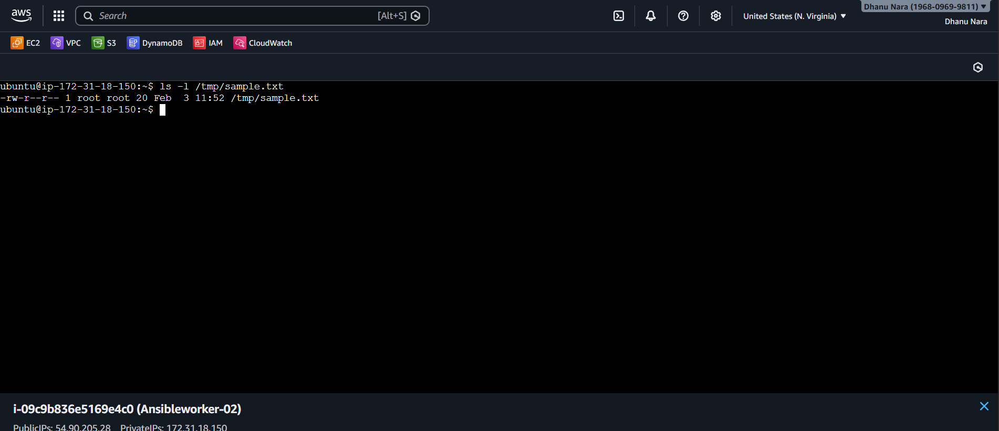 aws
Search [Alt+S]
United States (N. Virginia)
Dhanu Nara (1968-0969-9811)
Dhanu Nara
EC2 VPC S3 DynamoDB IAM CloudWatch
ubuntu@ip-172-31-18-150:~$ ls -l /tmp/sample.txt
-rw-r--r-- 1 root root 20 Feb  3 11:52 /tmp/sample.txt
ubuntu@ip-172-31-18-150:~$
i-09c9b836e5169e4c0 (Ansibleworker-02)
PublicIPs: 54.90.205.28 PrivateIPs: 172.31.18.150